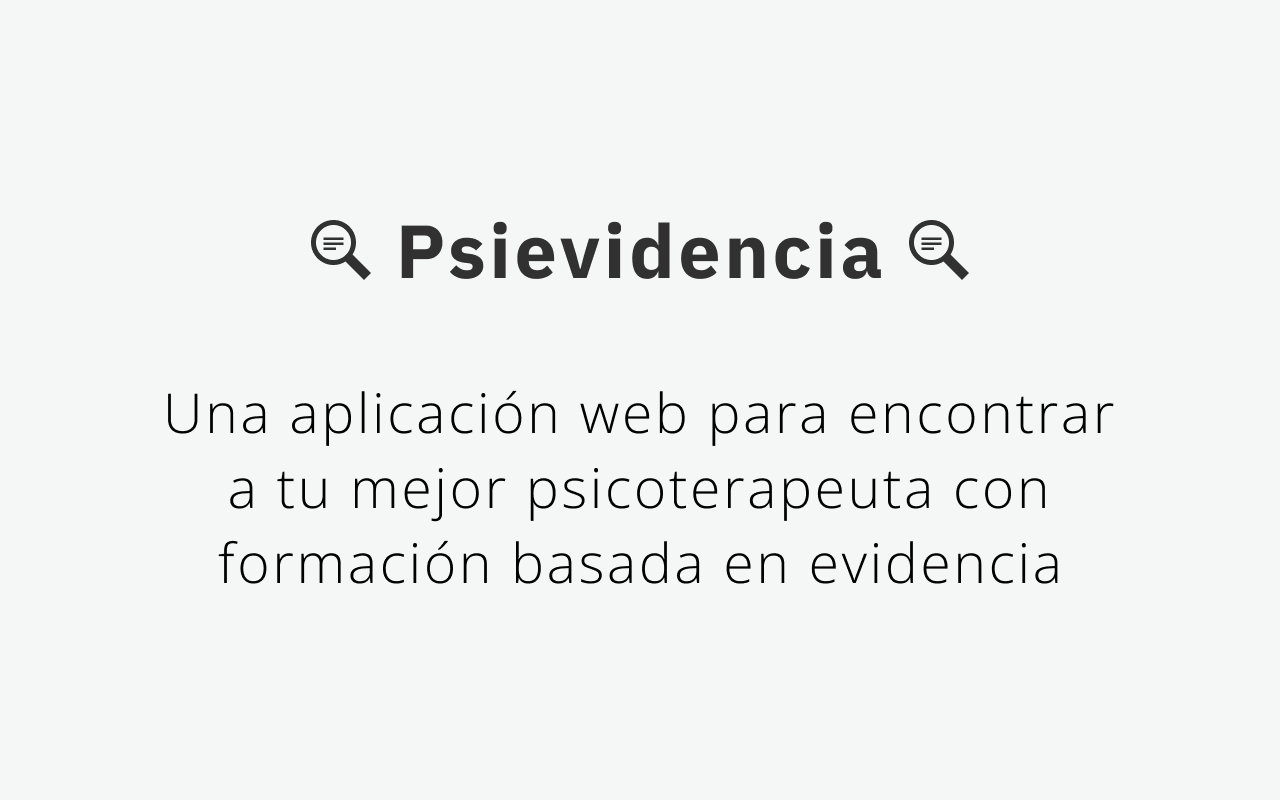 Psievidencia
Una aplicación web para encontrar
a tu mejor psicoterapeuta con
formación basada en evidencia